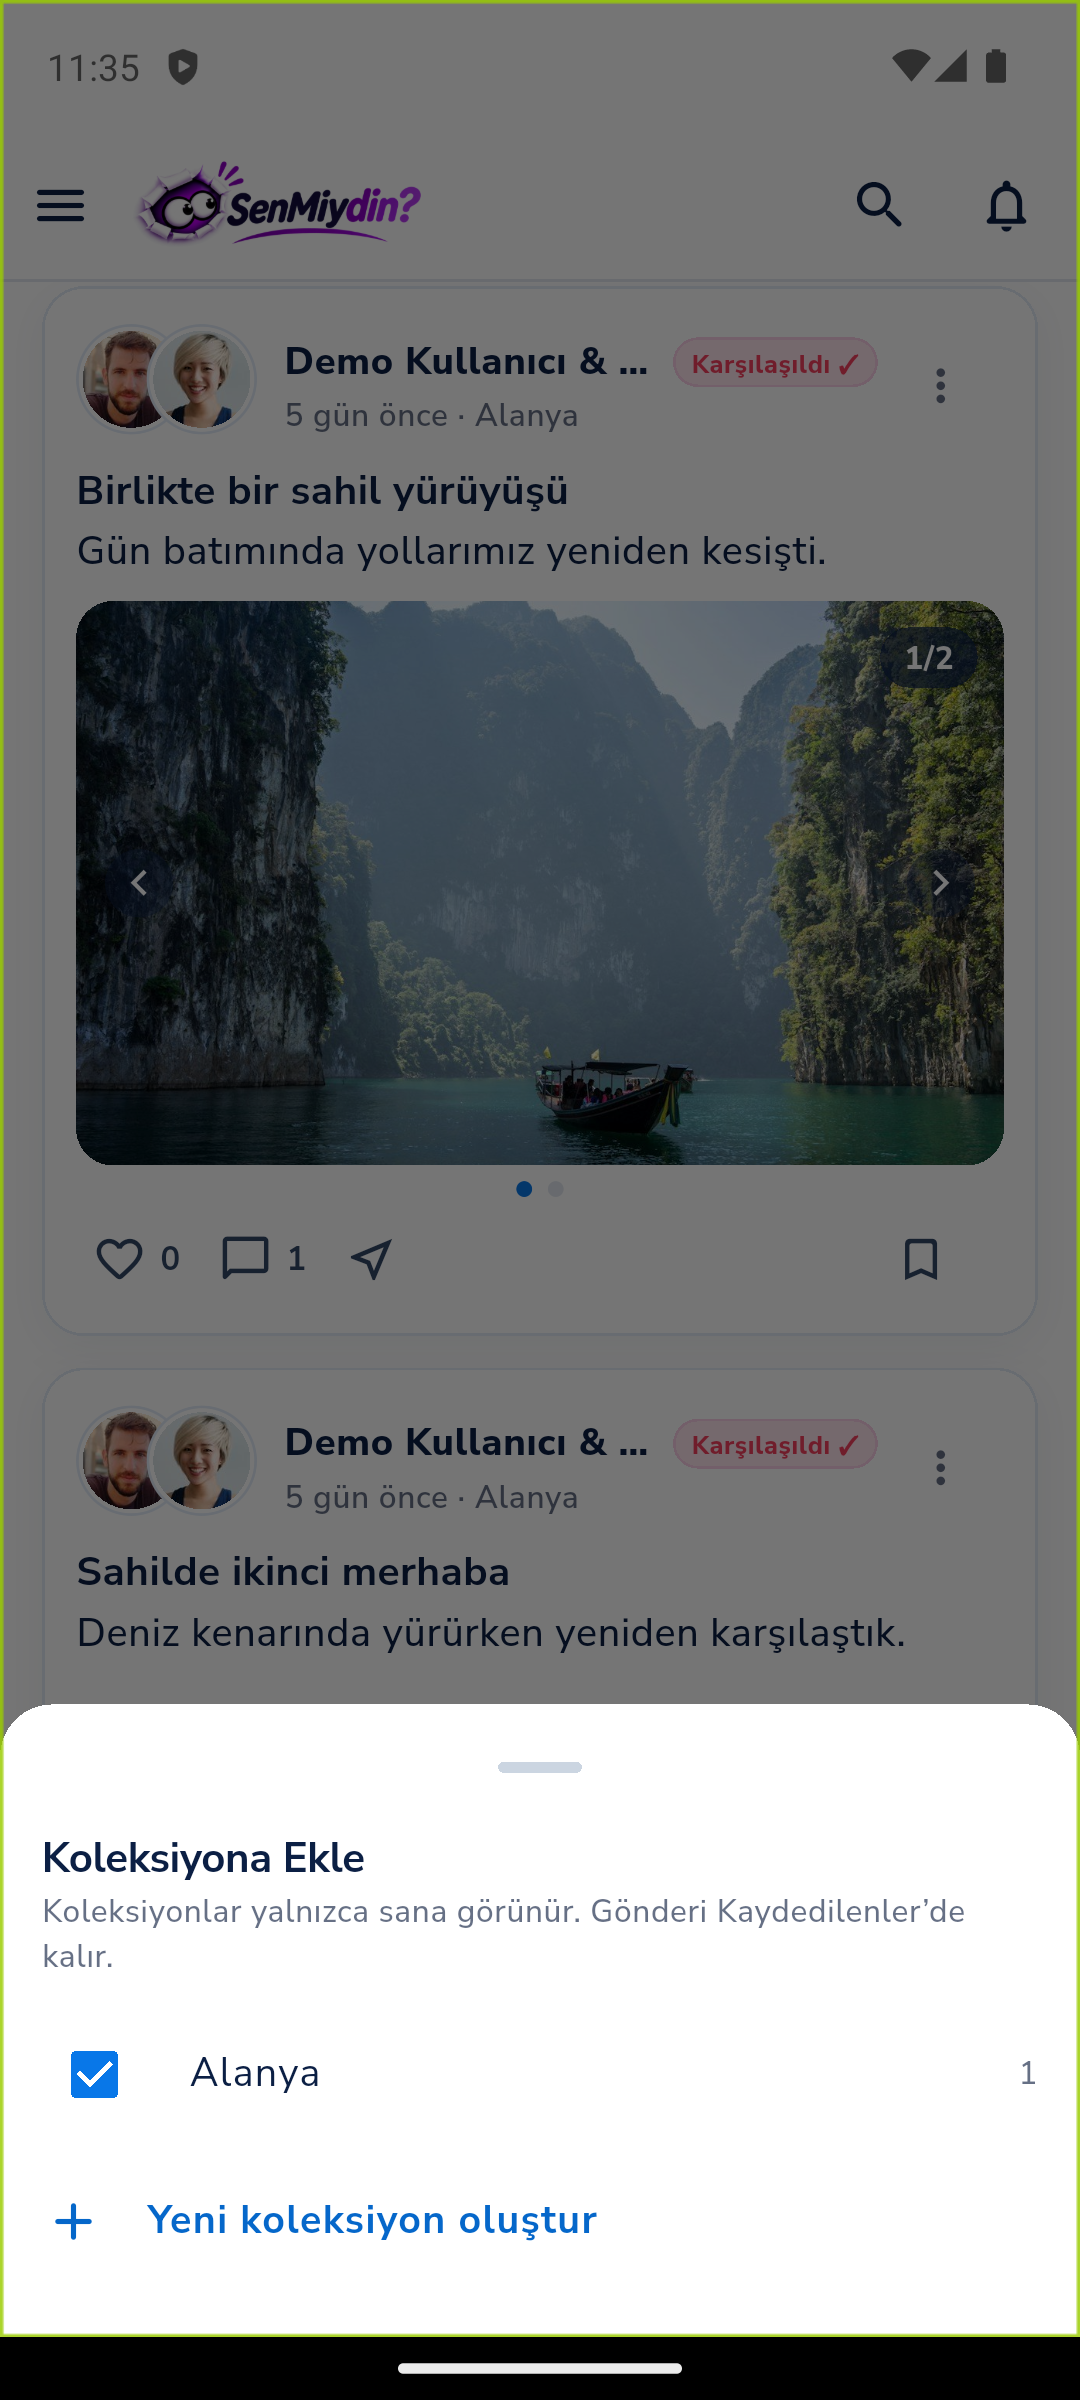 11:35
SenMiydin?
Demo Kullanıcı & ...
Karşılaşıldı ✓
5 gün önce · Alanya
Birlikte bir sahil yürüyüşü
Gün batımında yollarımız yeniden kesişti.
1/2
0
1
Demo Kullanıcı & ...
Karşılaşıldı ✓
5 gün önce · Alanya
Sahilde ikinci merhaba
Deniz kenarında yürürken yeniden karşılaştık.
Koleksiyona Ekle
Koleksiyonlar yalnızca sana görünür. Gönderi Kaydedilenler’de
kalır.
Alanya
1
Yeni koleksiyon oluştur